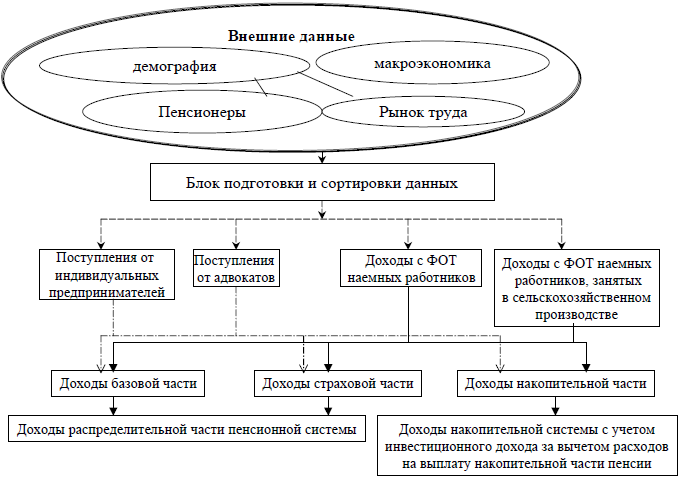 Внешние данные
демография
макроэкономика
Пенсионеры
Рынок труда
Блок подготовки и сортировки данных
Поступления от
индивидуальных
предпринимателей
Поступления
от адвокатов
Доходы с ФОТ
наемных работников
Доходы с ФОТ наемных
работников, занятых
в сельскохозяйственном
производстве
Доходы базовой части
Доходы страховой части
Доходы накопительной части
Доходы распределительной части пенсионной системы
Доходы накопительной системы с учетом
инвестиционного дохода за вычетом расходов
на выплату накопительной части пенсии